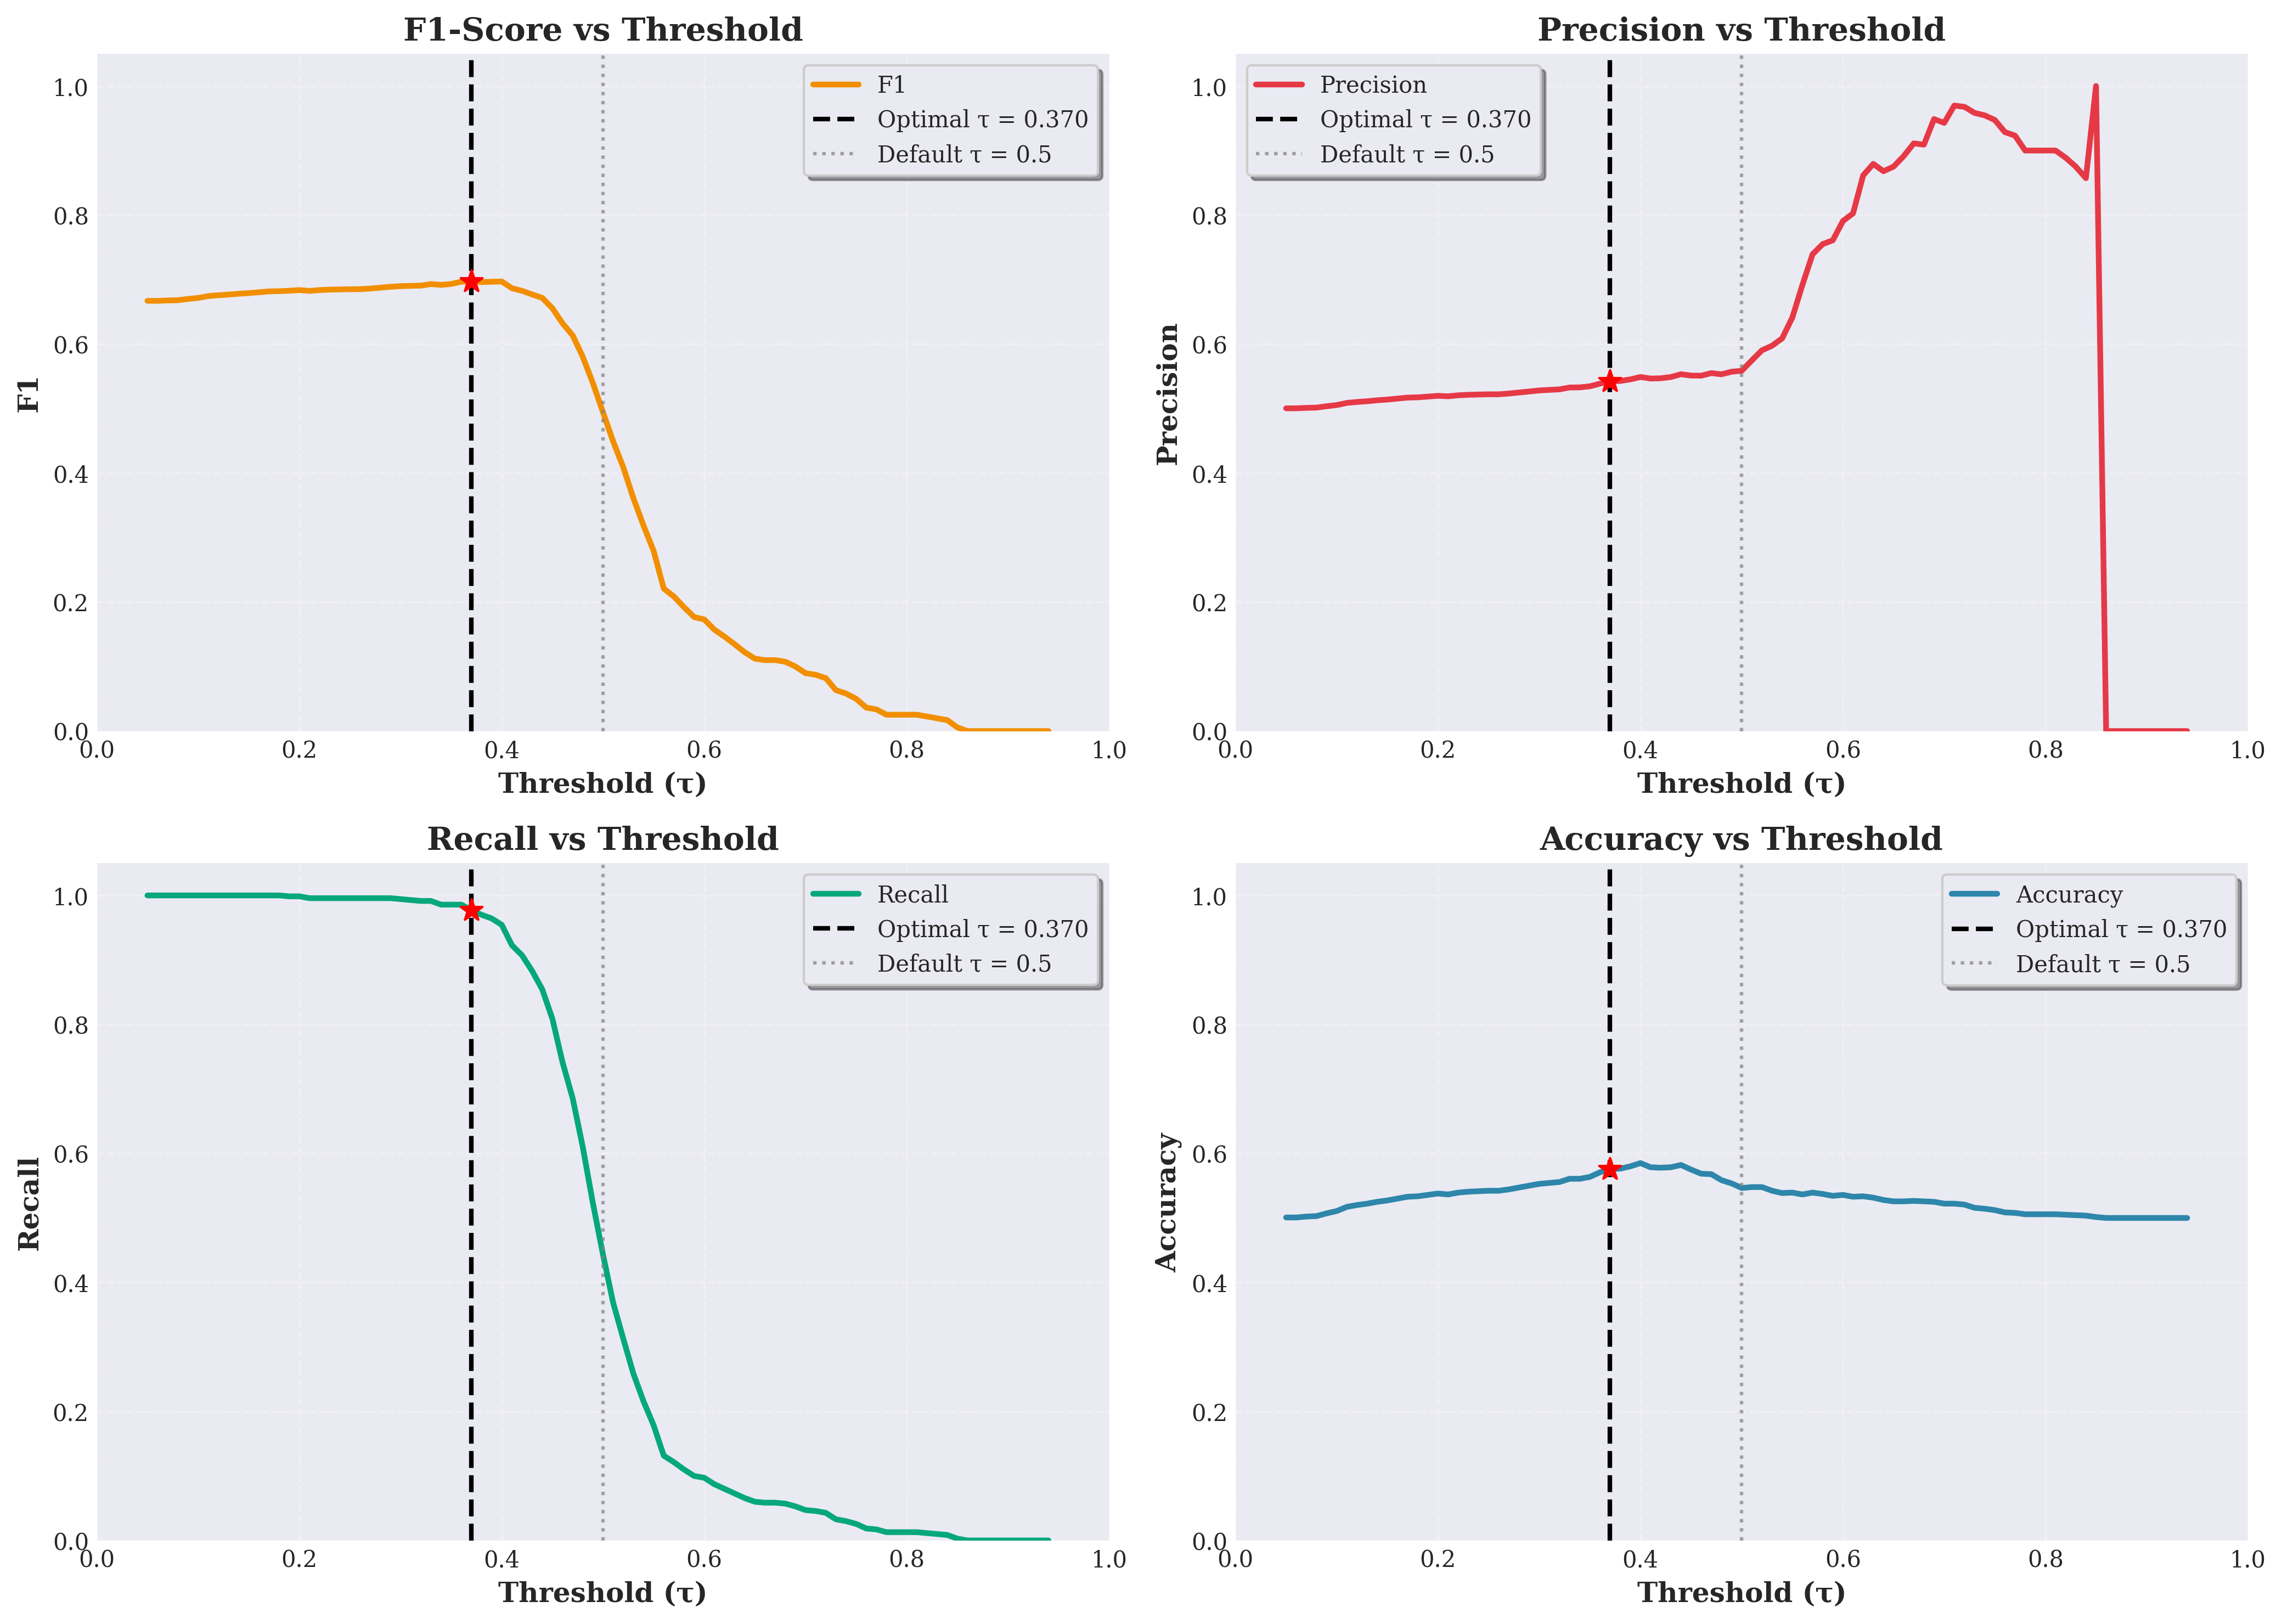 F1-Score vs Threshold
F1
1.0
0.8
0.6
0.4
0.2
0.0
F1
Optimal τ = 0.370
Default τ = 0.5
0.0 0.2 0.4 0.6 0.8 1.0
Threshold (τ)
Precision vs Threshold
Precision
1.0
0.8
0.6
0.4
0.2
0.0
Precision
Optimal τ = 0.370
Default τ = 0.5
0.0 0.2 0.4 0.6 0.8 1.0
Threshold (τ)
Recall vs Threshold
Recall
1.0
0.8
0.6
0.4
0.2
0.0
Recall
Optimal τ = 0.370
Default τ = 0.5
0.0 0.2 0.4 0.6 0.8 1.0
Threshold (τ)
Accuracy vs Threshold
Accuracy
1.0
0.8
0.6
0.4
0.2
0.0
Accuracy
Optimal τ = 0.370
Default τ = 0.5
0.0 0.2 0.4 0.6 0.8 1.0
Threshold (τ)